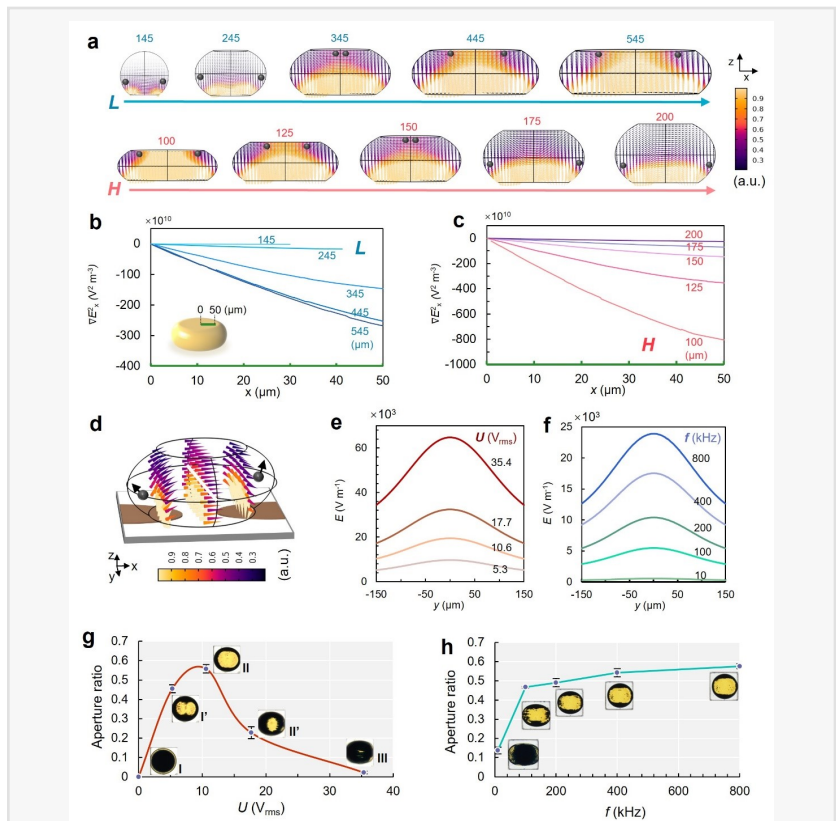 a
145 245 345 445 545
L
z
x
0.9
0.8
0.7
0.6
0.5
0.4
0.3
(a.u.)
100 125 150 175 200
H
b
×10¹⁰
0
-100
-200
-300
-400
∇E²ₓ (V² m⁻³)
145
245
L
345
445
545
(μm)
0 50 (μm)
0 10 20 30 40 50
x (μm)
c
×10¹⁰
0
-200
-400
-600
-800
-1000
∇E²ₓ (V² m⁻³)
200
175
150
125
100
(μm)
H
0 10 20 30 40 50
x (μm)
d
z
y
x
0.9 0.8 0.7 0.6 0.5 0.4 0.3
(a.u.)
e
×10³
60
40
20
0
E (V m⁻¹)
U (Vrms)
35.4
17.7
10.6
5.3
-150 -50 50 150
y (μm)
f
×10³
25
20
15
10
5
0
E (V m⁻¹)
f (kHz)
800
400
200
100
10
-150 -50 50 150
y (μm)
g
0.7
0.6
0.5
0.4
0.3
0.2
0.1
0
Aperture ratio
I
I'
II
II'
III
0 10 20 30 40
U (Vrms)
h
0.7
0.6
0.5
0.4
0.3
0.2
0.1
0
Aperture ratio
0 200 400 600 800
f (kHz)